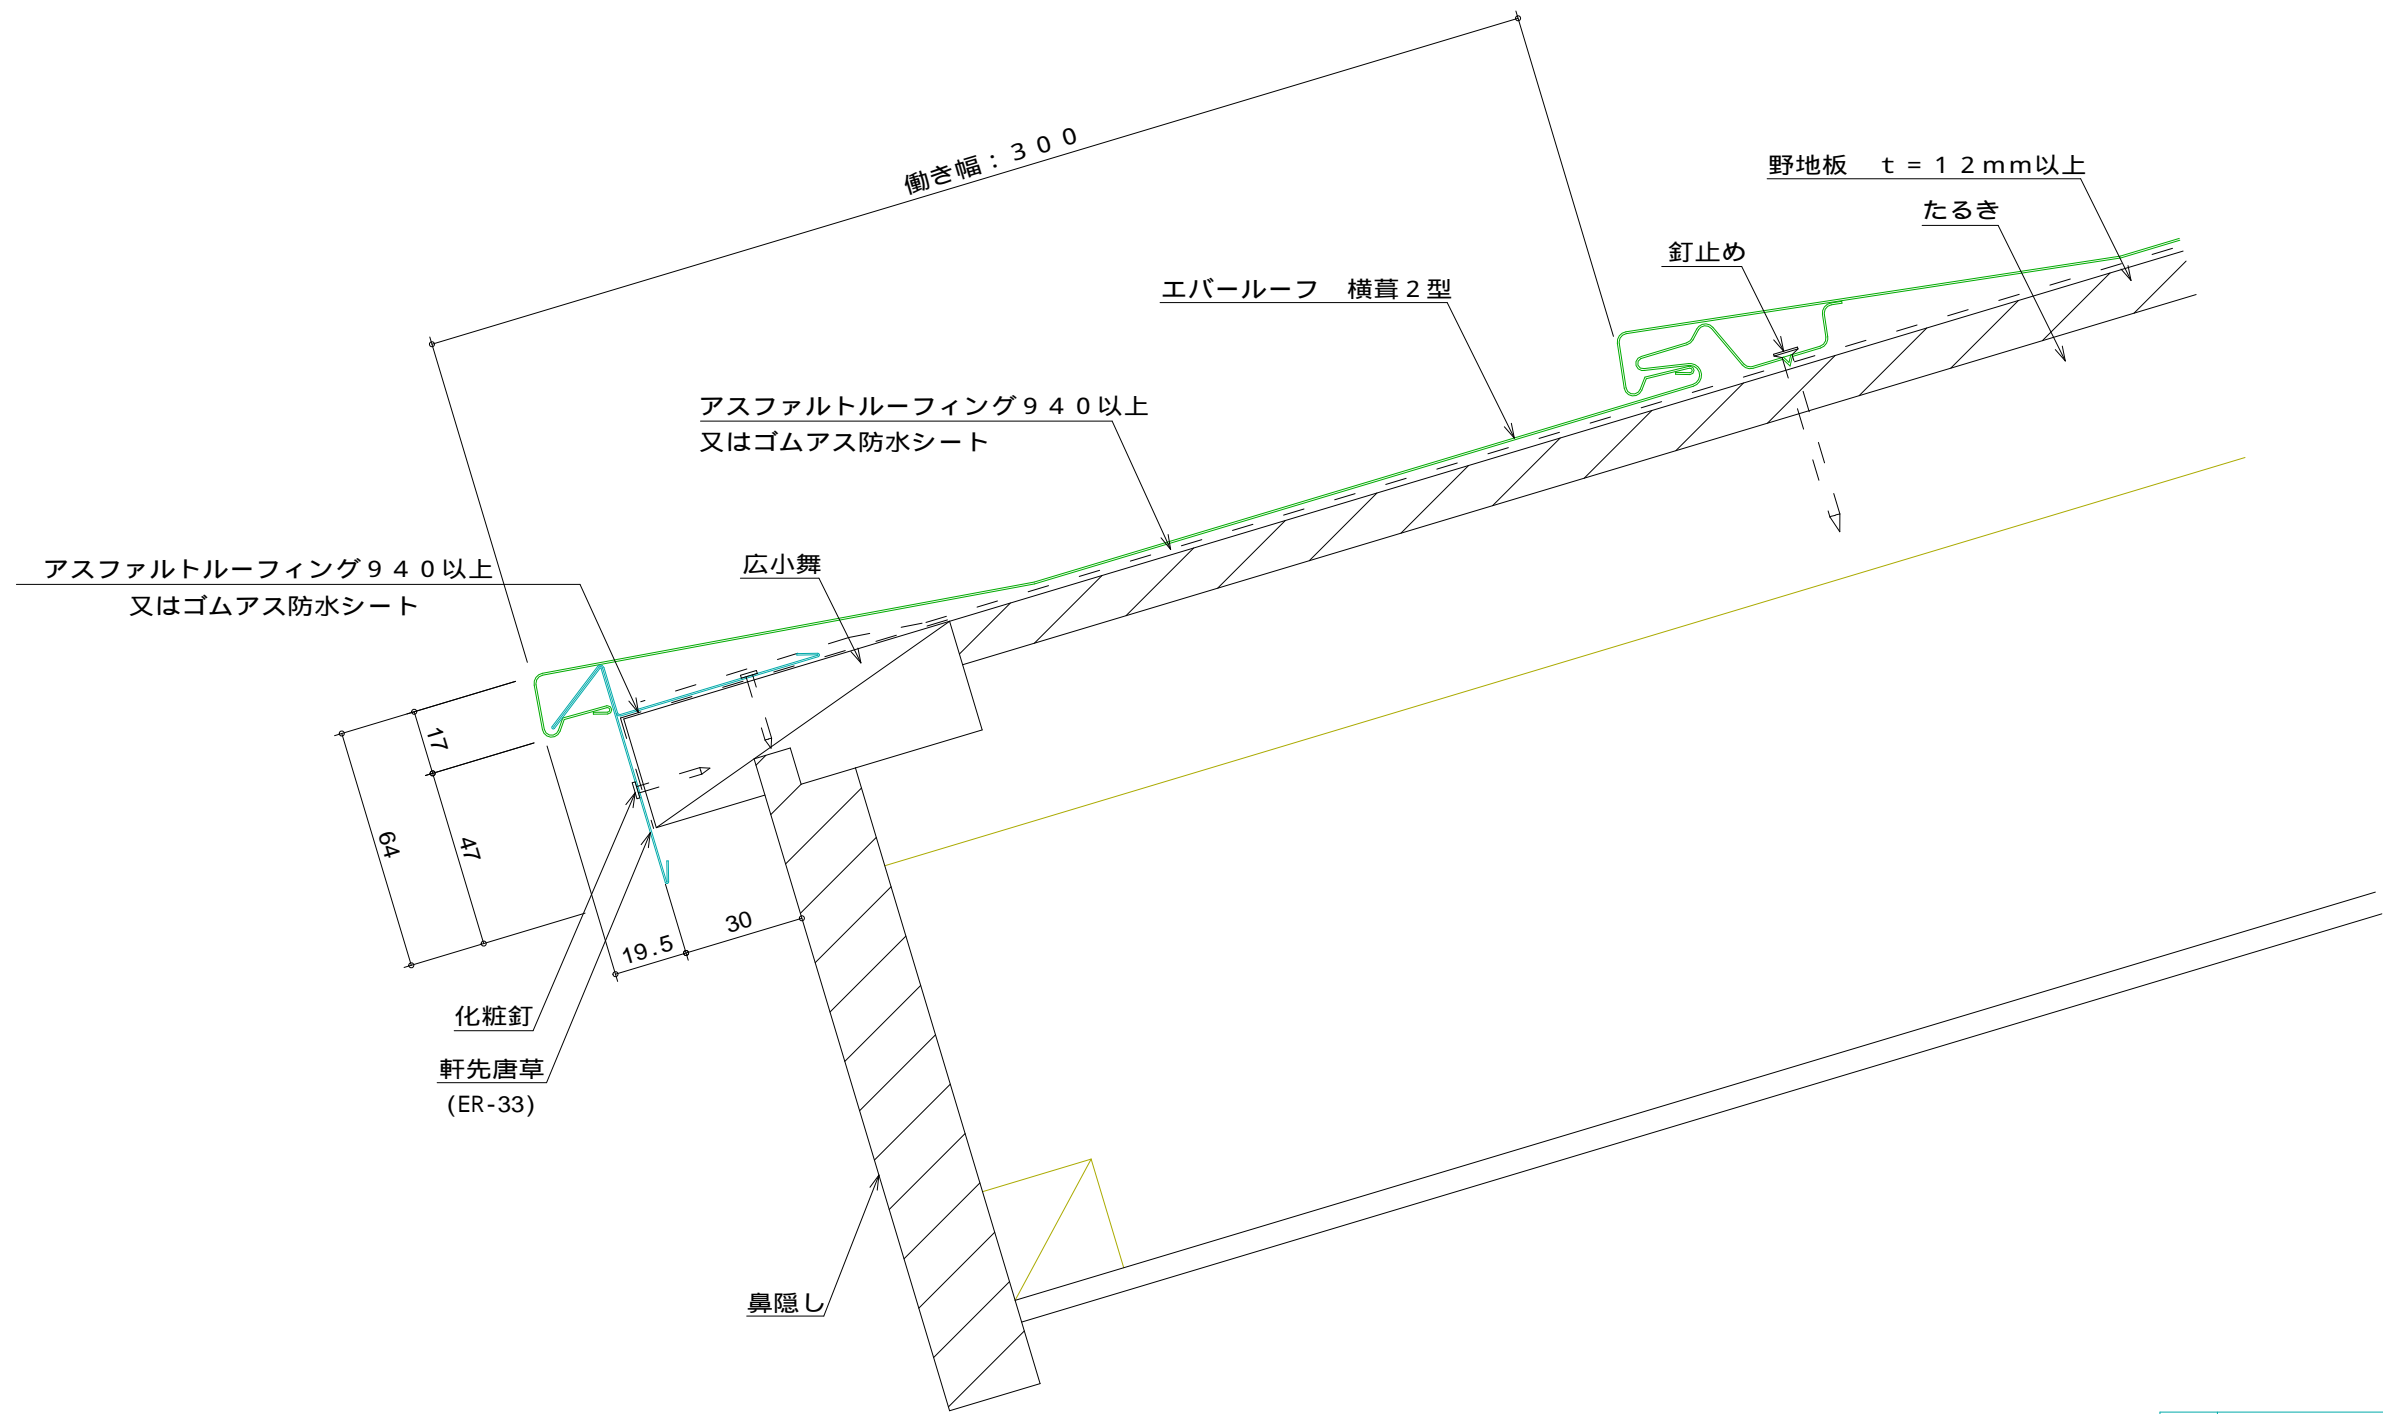 働き幅：３００
野地板　ｔ＝１２ｍｍ以上
たるき
釘止め
エバールーフ　横葺２型
アスファルトルーフィング９４０以上
又はゴムアス防水シート
アスファルトルーフィング９４０以上
又はゴムアス防水シート
広小舞
17
64
47
30
19.5
化粧釘
軒先唐草
(ER-33)
鼻隠し